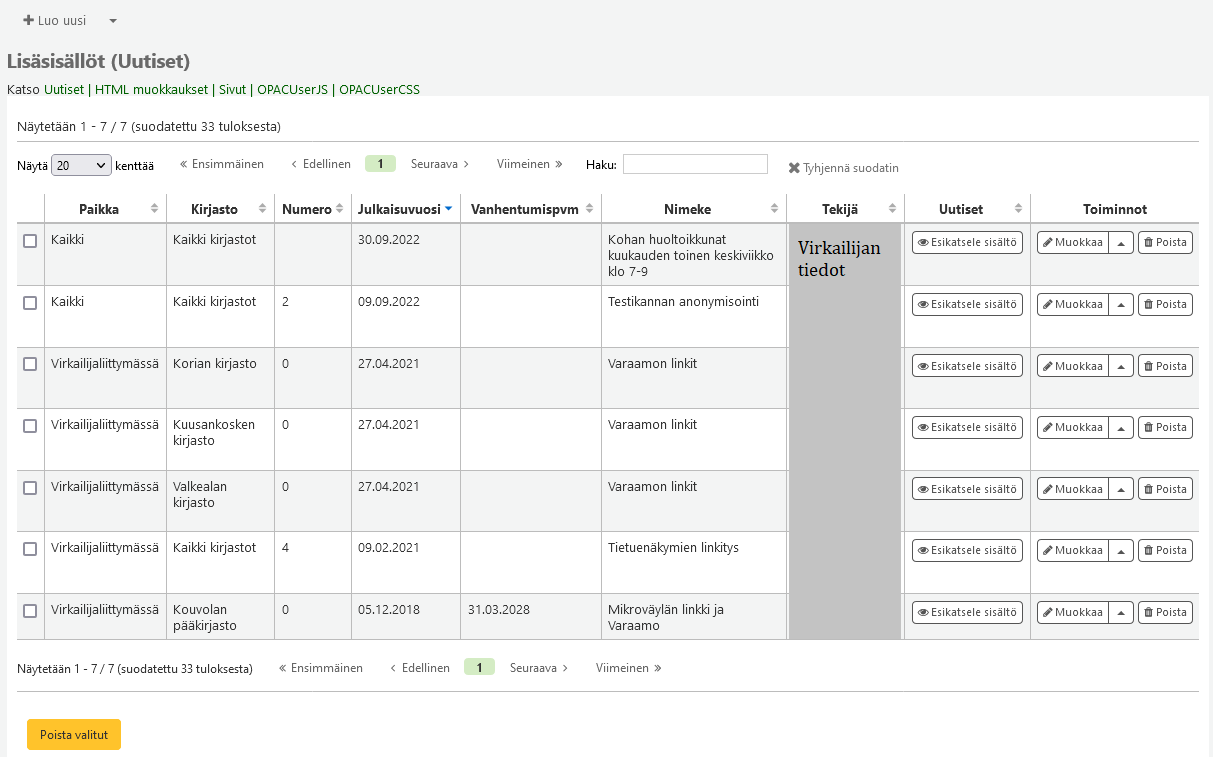 Luo uusi
Lisäsisällöt (Uutiset)
Katso Uutiset | HTML muokkaukset | Sivut | OPACUserJS | OPACUserCSS
Näytetään 1 - 7 / 7 (suodatettu 33 tuloksesta)
Näytä 20 kenttää « Ensimmäinen < Edellinen 1 Seuraava > Viimeinen » Haku: Tyhjennä suodatin
Paikka Kirjasto Numero Julkaisuvuosi Vanhentumispvm Nimeke Tekijä Uutiset Toiminnot
Kaikki Kaikki kirjastot 30.09.2022 Kohan huoltoikkunat Virkailijan Esikatsele sisältö Muokkaa Poista
kuukauden toinen keskiviikko tiedot
klo 7-9
Kaikki Kaikki kirjastot 2 09.09.2022 Testikannan anonymisointi Esikatsele sisältö Muokkaa Poista
Virkailijaliittymässä Korian kirjasto 0 27.04.2021 Varaamon linkit Esikatsele sisältö Muokkaa Poista
Virkailijaliittymässä Kuusankosken 0 27.04.2021 Varaamon linkit Esikatsele sisältö Muokkaa Poista
kirjasto
Virkailijaliittymässä Valkealan 0 27.04.2021 Varaamon linkit Esikatsele sisältö Muokkaa Poista
kirjasto
Virkailijaliittymässä Kaikki kirjastot 4 09.02.2021 Tietuenäkymien linkitys Esikatsele sisältö Muokkaa Poista
Virkailijaliittymässä Kouvolan 0 05.12.2018 31.03.2028 Mikroväylän linkki ja Esikatsele sisältö Muokkaa Poista
pääkirjasto Varaamo
Näytetään 1 - 7 / 7 (suodatettu 33 tuloksesta) « Ensimmäinen < Edellinen 1 Seuraava > Viimeinen »
Poista valitut